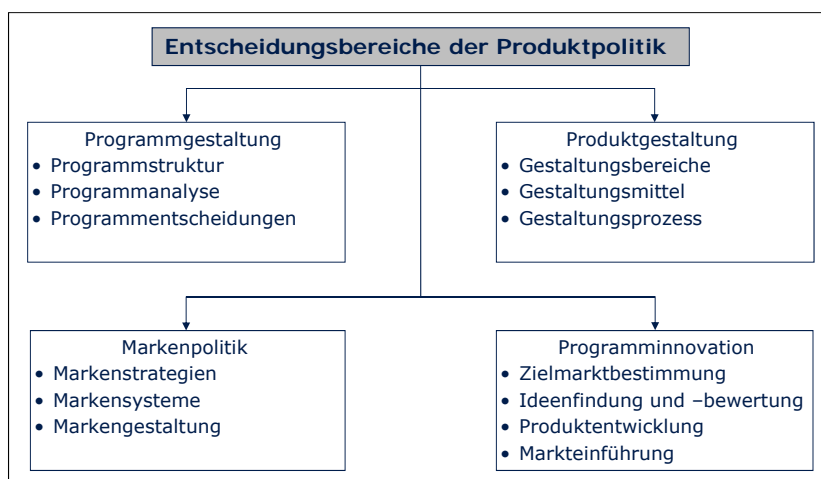 Entscheidungsbereiche der Produktpolitik
Programmgestaltung
• Programmstruktur
• Programmanalyse
• Programmentscheidungen
Produktgestaltung
• Gestaltungsbereiche
• Gestaltungsmittel
• Gestaltungsprozess
Markenpolitik
• Markenstrategien
• Markensysteme
• Markengestaltung
Programminnovation
• Zielmarktbestimmung
• Ideenfindung und –bewertung
• Produktentwicklung
• Markteinführung